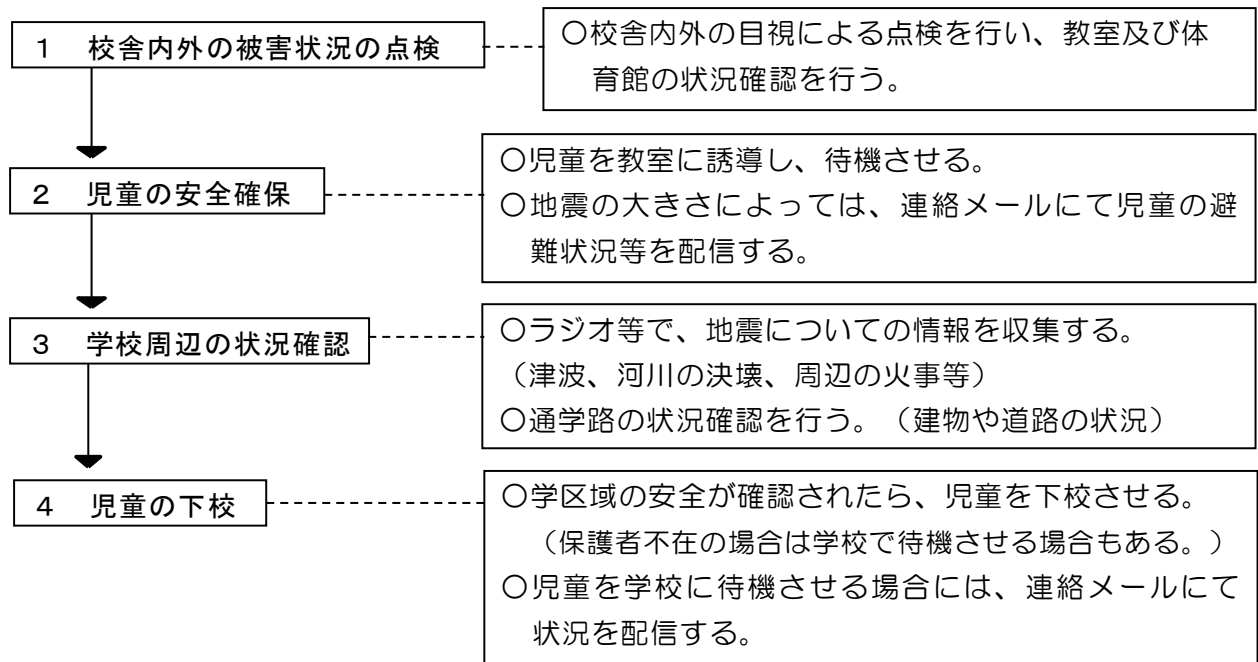 １　校舎内外の被害状況の点検
〇校舎内外の目視による点検を行い、教室及び体
育館の状況確認を行う。
２　児童の安全確保
〇児童を教室に誘導し、待機させる。
〇地震の大きさによっては、連絡メールにて児童の避
難状況等を配信する。
３　学校周辺の状況確認
〇ラジオ等で、地震についての情報を収集する。
（津波、河川の決壊、周辺の火事等）
〇通学路の状況確認を行う。（建物や道路の状況）
４　児童の下校
〇学区域の安全が確認されたら、児童を下校させる。
（保護者不在の場合は学校で待機させる場合もある。）
〇児童を学校に待機させる場合には、連絡メールにて
状況を配信する。